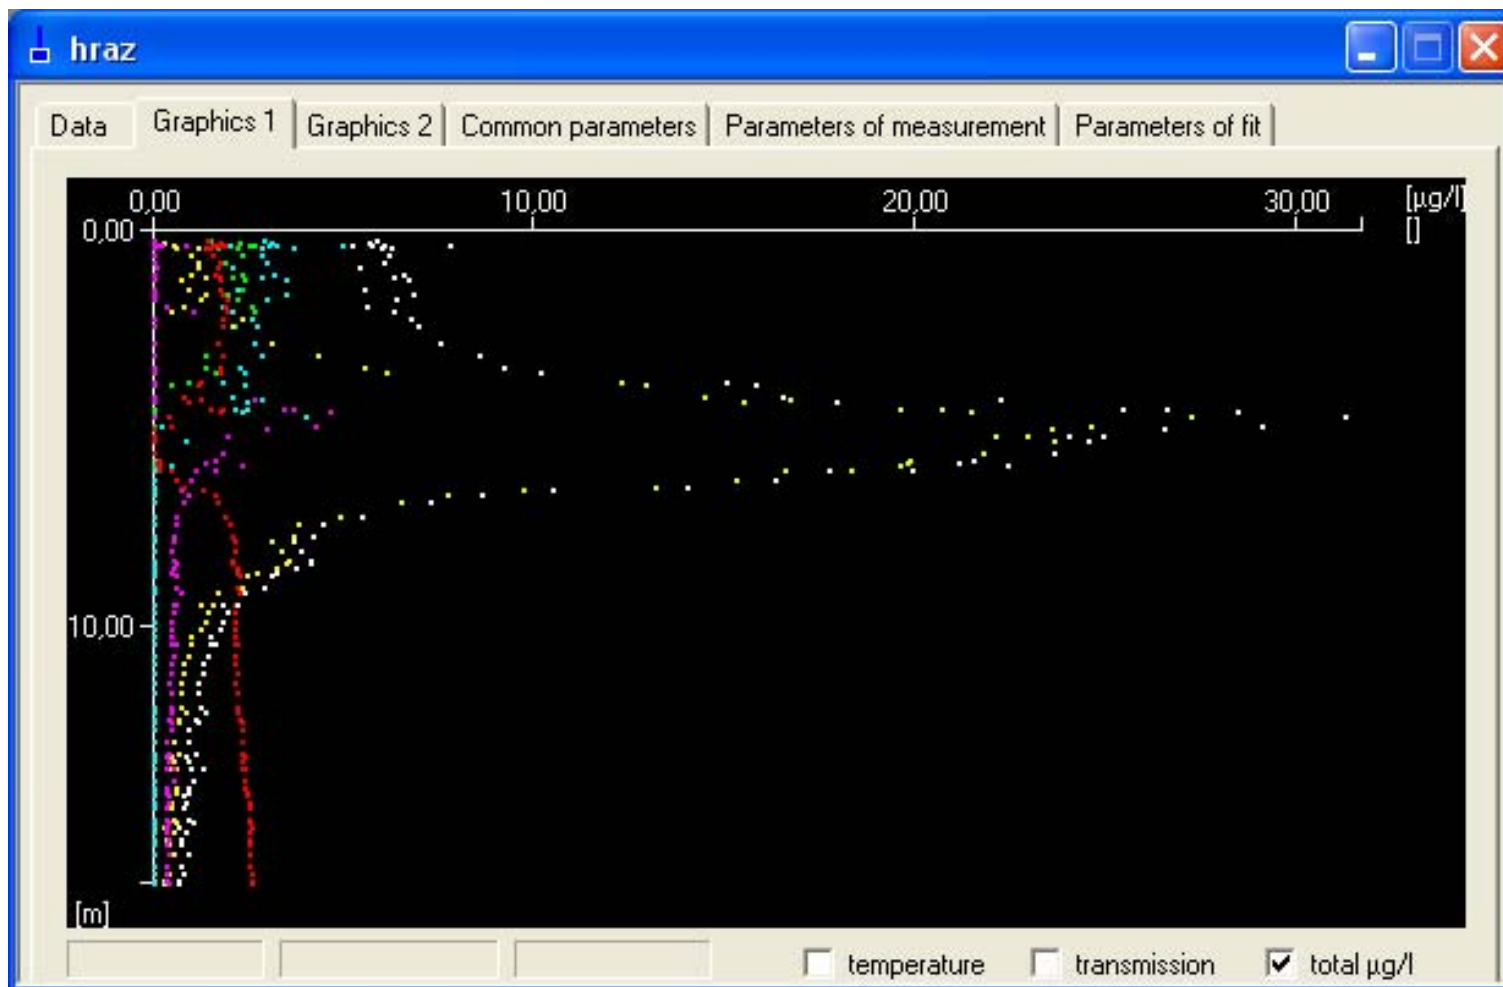 hraz
Data Graphics 1 Graphics 2 Common parameters Parameters of measurement Parameters of fit
0,00 10,00 20,00 30,00 [µg/l]
0,00 []
10,00
[m]
temperature transmission total µg/l